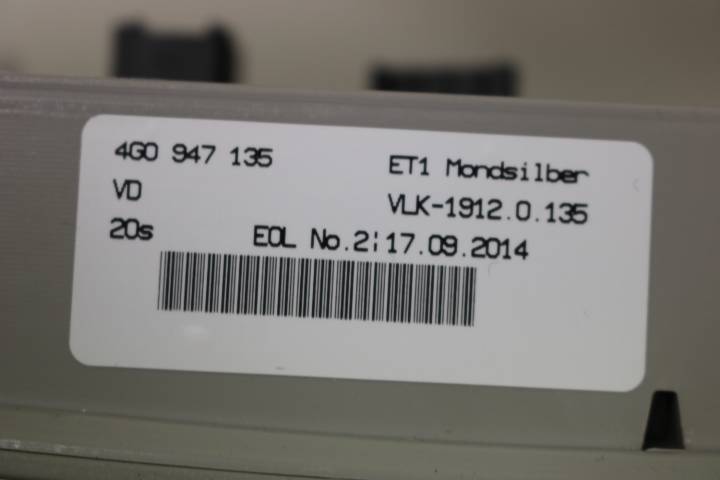 4G0 947 135 ET1 Mondsilber
VD VLK-1912.0.135
20s EOL No.2¦17.09.2014